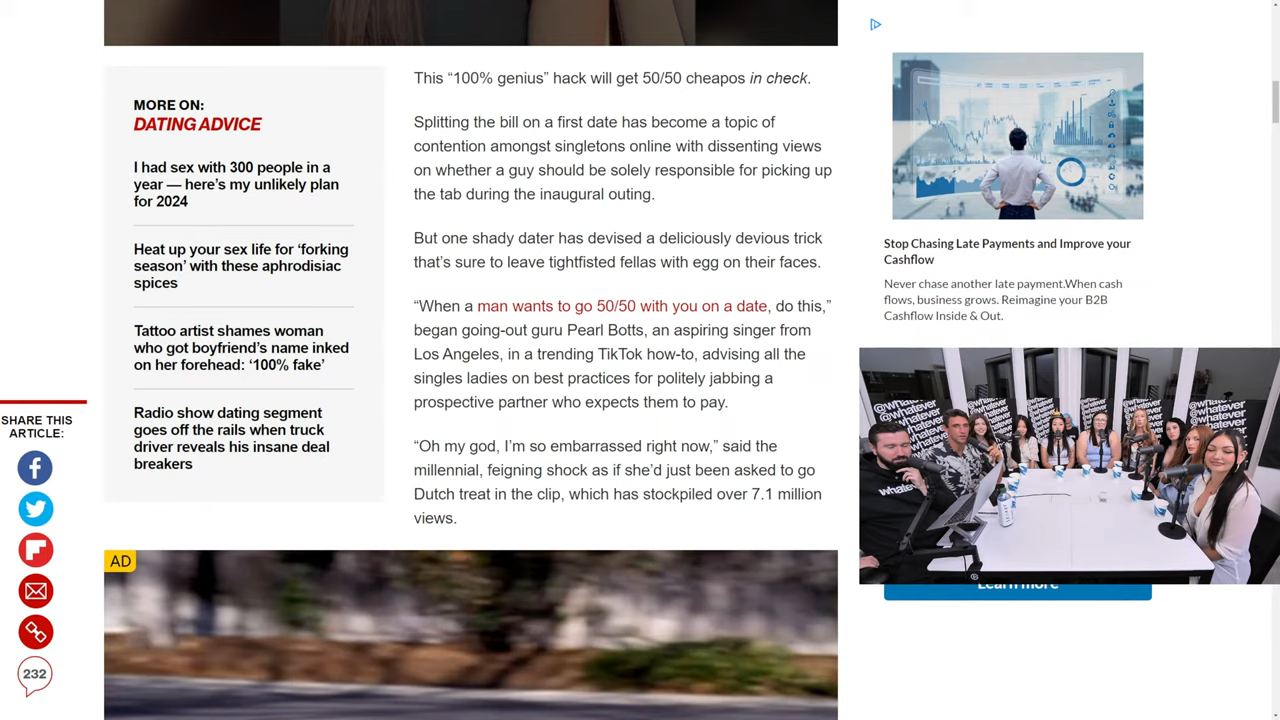 This “100% genius” hack will get 50/50 cheapos in check.
MORE ON:
DATING ADVICE
I had sex with 300 people in a
year — here’s my unlikely plan
for 2024
Heat up your sex life for ‘forking
season’ with these aphrodisiac
spices
Tattoo artist shames woman
who got boyfriend’s name inked
on her forehead: ‘100% fake’
Radio show dating segment
goes off the rails when truck
driver reveals his insane deal
breakers
Splitting the bill on a first date has become a topic of
contention amongst singletons online with dissenting views
on whether a guy should be solely responsible for picking up
the tab during the inaugural outing.
But one shady dater has devised a deliciously devious trick
that’s sure to leave tightfisted fellas with egg on their faces.
“When a man wants to go 50/50 with you on a date, do this,”
began going-out guru Pearl Botts, an aspiring singer from
Los Angeles, in a trending TikTok how-to, advising all the
singles ladies on best practices for politely jabbing a
prospective partner who expects them to pay.
“Oh my god, I’m so embarrassed right now,” said the
millennial, feigning shock as if she’d just been asked to go
Dutch treat in the clip, which has stockpiled over 7.1 million
views.
SHARE THIS
ARTICLE:
232
AD
Stop Chasing Late Payments and Improve your
Cashflow
Never chase another late payment.When cash
flows, business grows. Reimagine your B2B
Cashflow Inside & Out.
@whatever
whatever
@whatever
whatever
Learn more